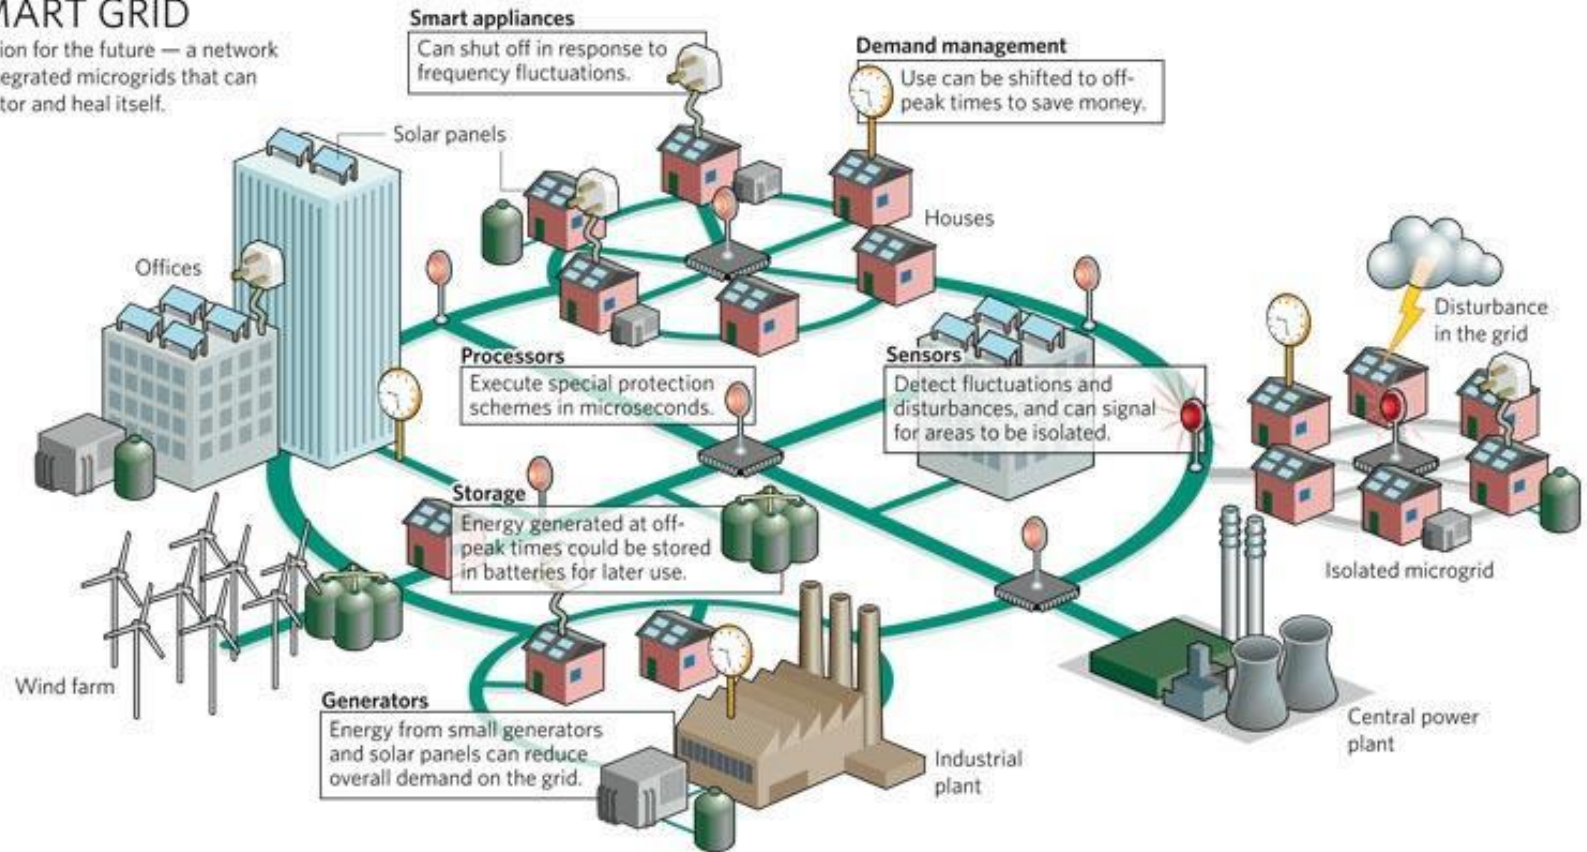 MART GRID
ion for the future — a network
egrated microgrids that can
tor and heal itself.
Smart appliances
Can shut off in response to
frequency fluctuations.
Demand management
Use can be shifted to off-
peak times to save money.
Solar panels
Houses
Offices
Disturbance
in the grid
Processors
Execute special protection
schemes in microseconds.
Sensors
Detect fluctuations and
disturbances, and can signal
for areas to be isolated.
Storage
Energy generated at off-
peak times could be stored
in batteries for later use.
Isolated microgrid
Wind farm
Generators
Energy from small generators
and solar panels can reduce
overall demand on the grid.
Industrial
plant
Central power
plant